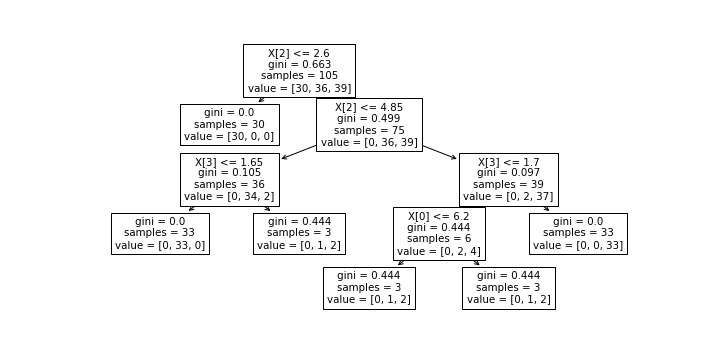 X[2] <= 2.6
gini = 0.663
samples = 105
value = [30, 36, 39]
gini = 0.0
samples = 30
value = [30, 0, 0]
X[2] <= 4.85
gini = 0.499
samples = 75
value = [0, 36, 39]
X[3] <= 1.65
gini = 0.105
samples = 36
value = [0, 34, 2]
X[3] <= 1.7
gini = 0.097
samples = 39
value = [0, 2, 37]
gini = 0.0
samples = 33
value = [0, 33, 0]
gini = 0.444
samples = 3
value = [0, 1, 2]
X[0] <= 6.2
gini = 0.444
samples = 6
value = [0, 2, 4]
gini = 0.0
samples = 33
value = [0, 0, 33]
gini = 0.444
samples = 3
value = [0, 1, 2]
gini = 0.444
samples = 3
value = [0, 1, 2]